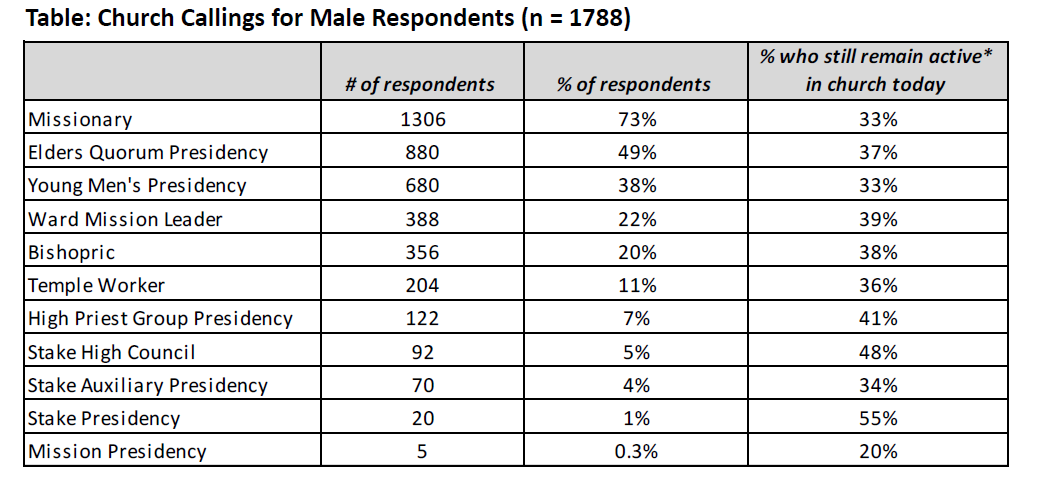 Table: Church Callings for Male Respondents (n = 1788)
# of respondents % of respondents % who still remain active* in church today
Missionary 1306 73% 33%
Elders Quorum Presidency 880 49% 37%
Young Men's Presidency 680 38% 33%
Ward Mission Leader 388 22% 39%
Bishopric 356 20% 38%
Temple Worker 204 11% 36%
High Priest Group Presidency 122 7% 41%
Stake High Council 92 5% 48%
Stake Auxiliary Presidency 70 4% 34%
Stake Presidency 20 1% 55%
Mission Presidency 5 0.3% 20%